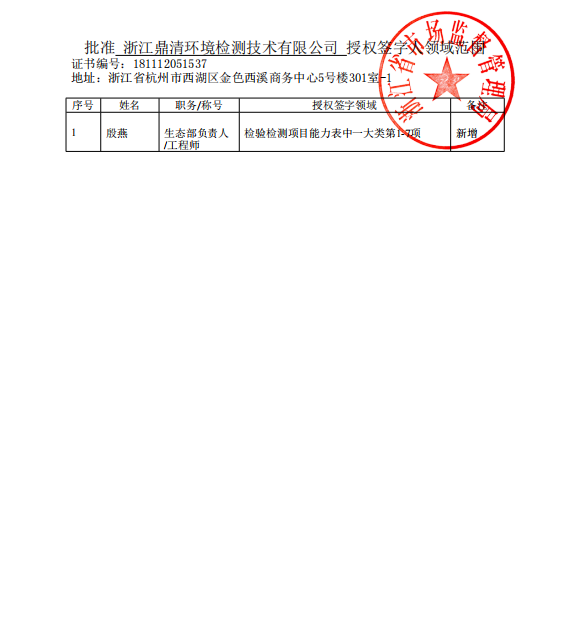 批准 浙江鼎清环境检测技术有限公司 授权签字人领域范围
证书编号：181112051537
地址：浙江省杭州市西湖区金色西溪商务中心5号楼301室-1
序号 姓名 职务/称号 授权签字领域 备注
1 殷燕 生态部负责人/工程师 检验检测项目能力表中一大类第1-7项 新增
浙江省市场监督管理局